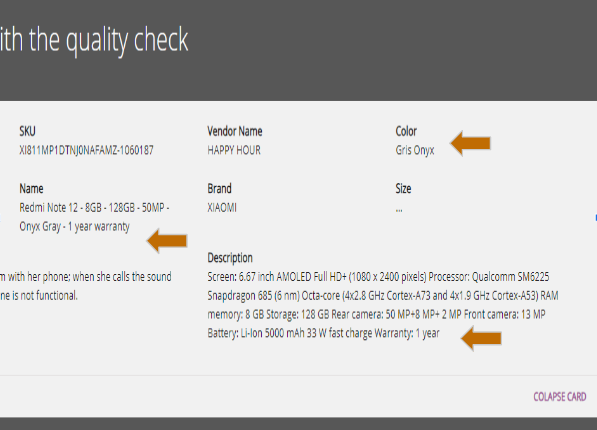 ith the quality check
SKU
XI811MP1DTNJ0NAFAMZ-1060187
Vendor Name
HAPPY HOUR
Color
Gris Onyx
Name
Redmi Note 12 - 8GB - 128GB - 50MP -
Onyx Gray - 1 year warranty
Brand
XIAOMI
Size
...
m with her phone; when she calls the sound
ne is not functional.
Description
Screen: 6.67 inch AMOLED Full HD+ (1080 x 2400 pixels) Processor: Qualcomm SM6225
Snapdragon 685 (6 nm) Octa-core (4x2.8 GHz Cortex-A73 and 4x1.9 GHz Cortex-A53) RAM
memory: 8 GB Storage: 128 GB Rear camera: 50 MP+8 MP+ 2 MP Front camera: 13 MP
Battery: Li-Ion 5000 mAh 33 W fast charge Warranty: 1 year
COLAPSE CARD